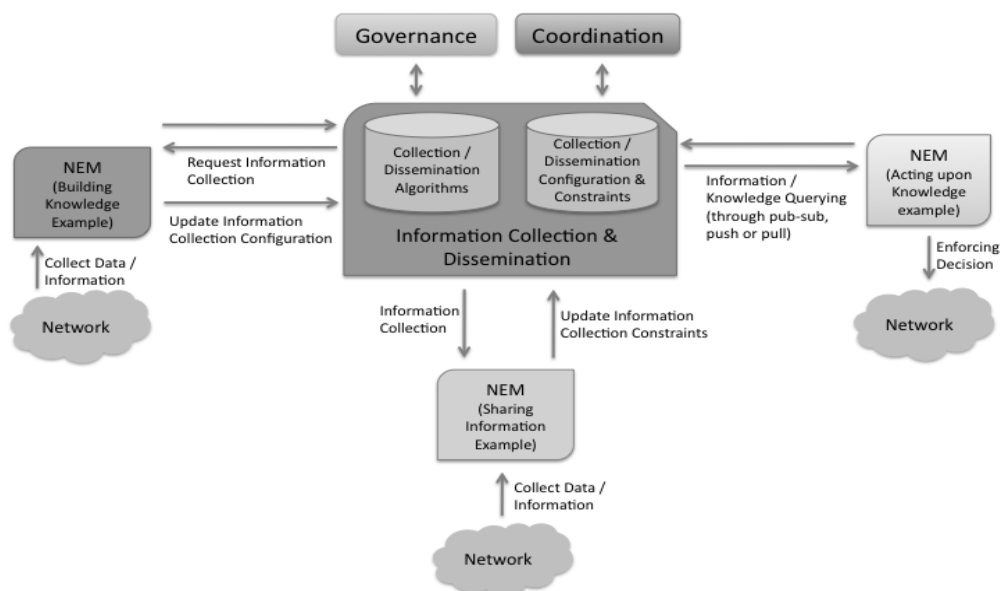 Governance
Coordination
Collection /
Dissemination
Algorithms
Collection /
Dissemination
Configuration &
Constraints
Information Collection &
Dissemination
NEM
(Building
Knowledge
Example)
Request Information
Collection
Update Information
Collection Configuration
Collect Data /
Information
Network
NEM
(Acting upon
Knowledge
example)
Information /
Knowledge Querying
(through pub-sub,
push or pull)
Enforcing
Decision
Network
Information
Collection
Update Information
Collection Constraints
NEM
(Sharing
Information
Example)
Collect Data /
Information
Network